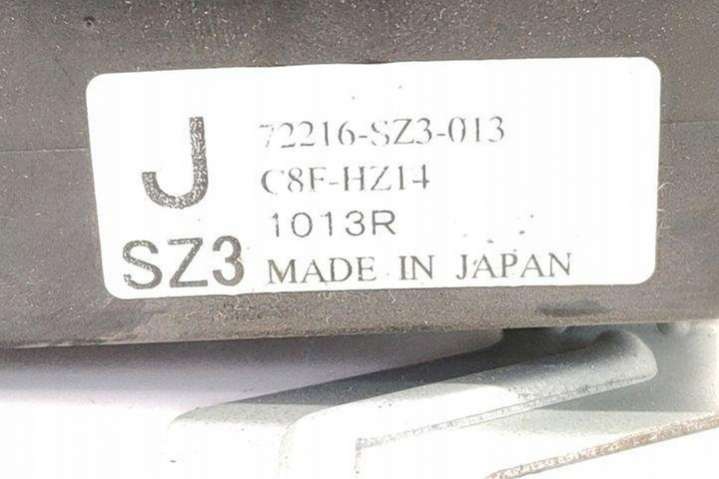 J 72216-SZ3-013
C8F-HZ14
1013R
SZ3 MADE IN JAPAN